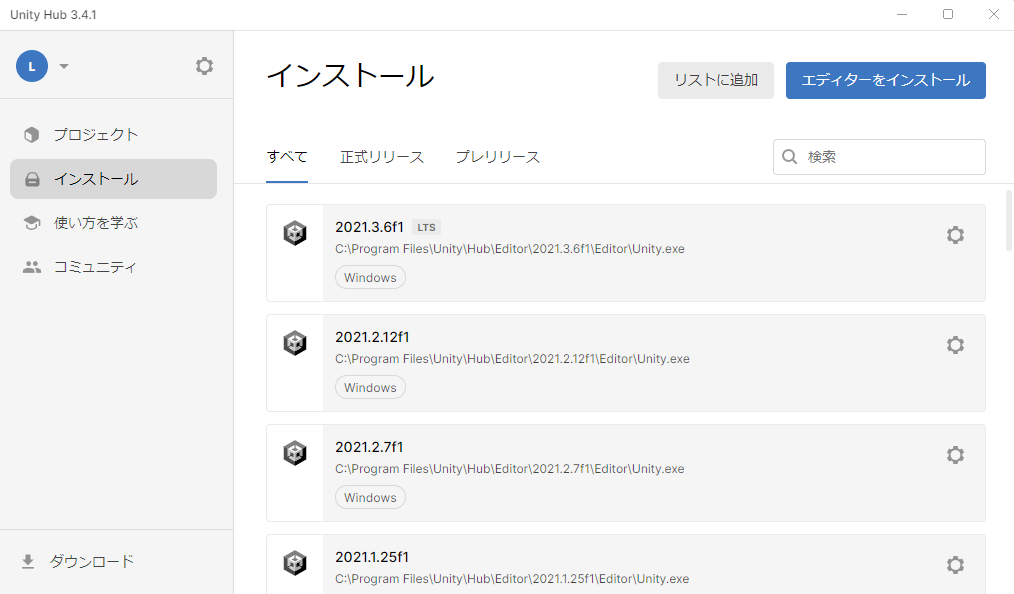 Unity Hub 3.4.1
L
プロジェクト
インストール
使い方を学ぶ
コミュニティ
ダウンロード
インストール
リストに追加
エディターをインストール
すべて
正式リリース
プレリリース
検索
2021.3.6f1 LTS
C:\Program Files\Unity\Hub\Editor\2021.3.6f1\Editor\Unity.exe
Windows
2021.2.12f1
C:\Program Files\Unity\Hub\Editor\2021.2.12f1\Editor\Unity.exe
Windows
2021.2.7f1
C:\Program Files\Unity\Hub\Editor\2021.2.7f1\Editor\Unity.exe
Windows
2021.1.25f1
C:\Program Files\Unity\Hub\Editor\2021.1.25f1\Editor\Unity.exe